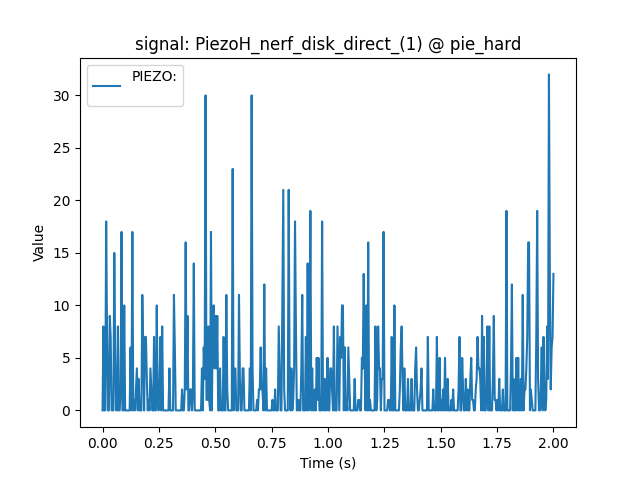 signal: PiezoH_nerf_disk_direct_(1) @ pie_hard
PIEZO:
30
25
20
15
10
5
0
Value
0.00 0.25 0.50 0.75 1.00 1.25 1.50 1.75 2.00
Time (s)